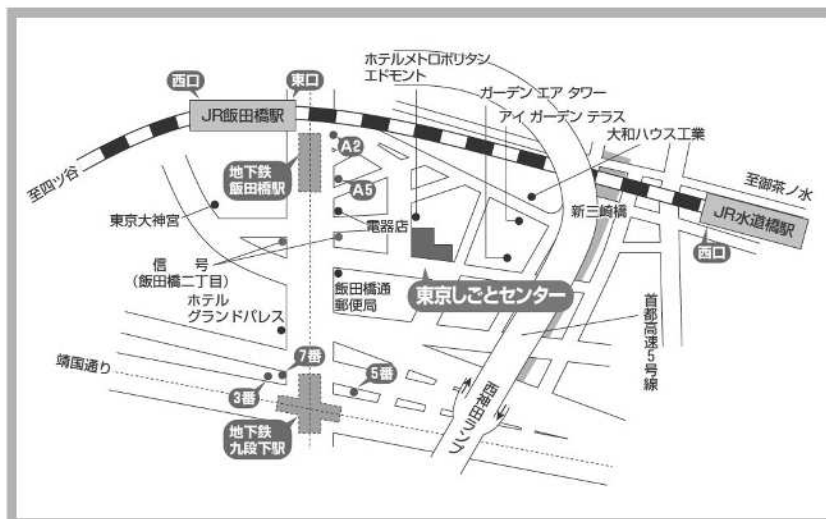 ホテルメトロポリタン
エドモント
西口
東口
ガーデン エア タワー
JR飯田橋駅
アイ ガーデン テラス
大和ハウス工業
A2
地下鉄
飯田橋駅
至四ツ谷
A5
至御茶ノ水
東京大神宮
新三崎橋
JR水道橋駅
電器店
西口
信号
(飯田橋二丁目)
飯田橋通
郵便局
東京しごとセンター
ホテル
グランドパレス
首都高速5号線
靖国通り
7番
5番
3番
西神田ランプ
地下鉄
九段下駅